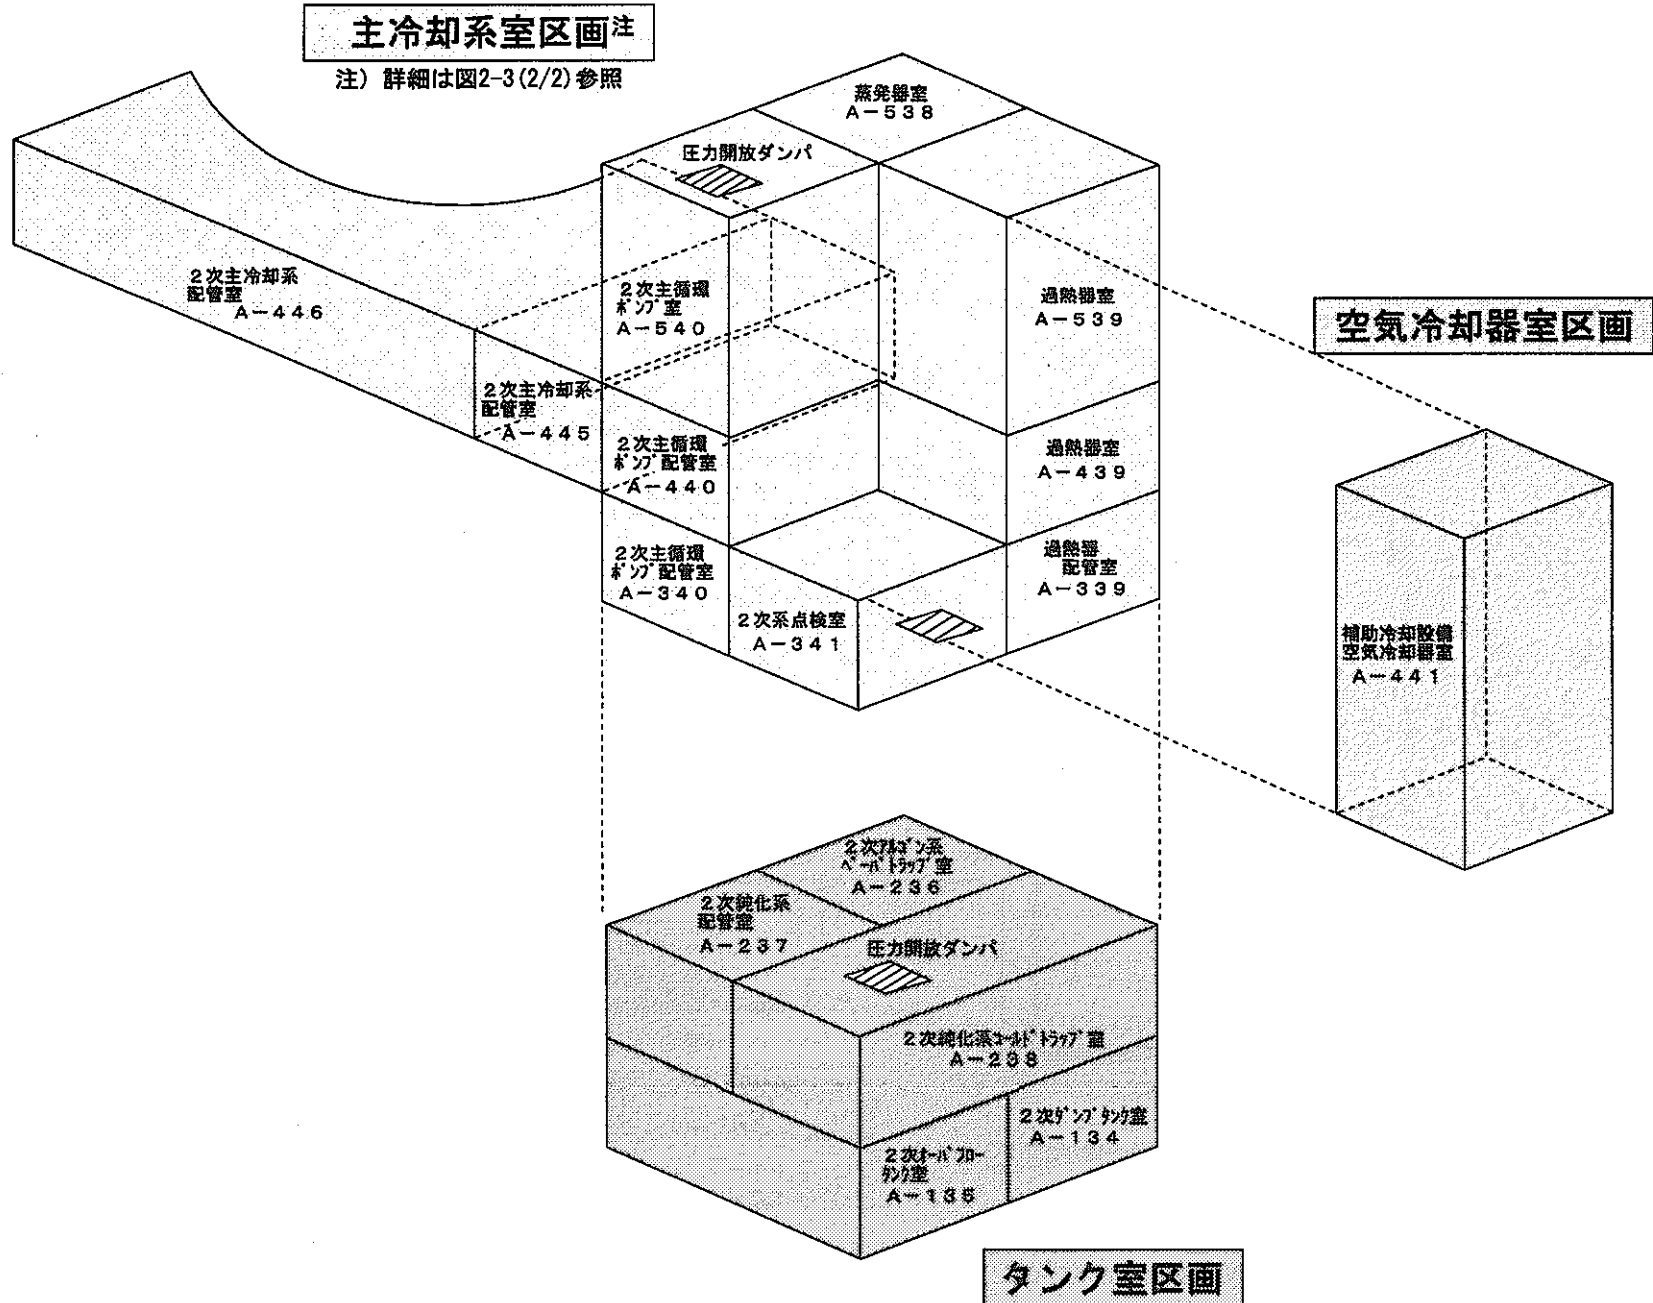 主冷却系室区画注
注) 詳細は図2-3(2/2)参照
蒸発器室
A-538
圧力開放ダンパ
2次主冷却系
配管室
A-446
2次主循環
ポンプ室
A-540
過熱器室
A-539
空気冷却器室区画
2次主冷却系
配管室
A-445
2次主循環
ポンプ配管室
A-440
過熱器室
A-439
2次主循環
ポンプ配管室
A-340
過熱器
配管室
A-339
2次系点検室
A-341
補助冷却設備
空気冷却器室
A-441
2次アルゴン系
ベーパトラップ室
A-236
2次純化系
配管室
A-237
圧力開放ダンパ
2次純化系コールドトラップ室
A-238
2次ダンプタンク室
A-134
2次オーバフロー
タンク室
A-135
タンク室区画